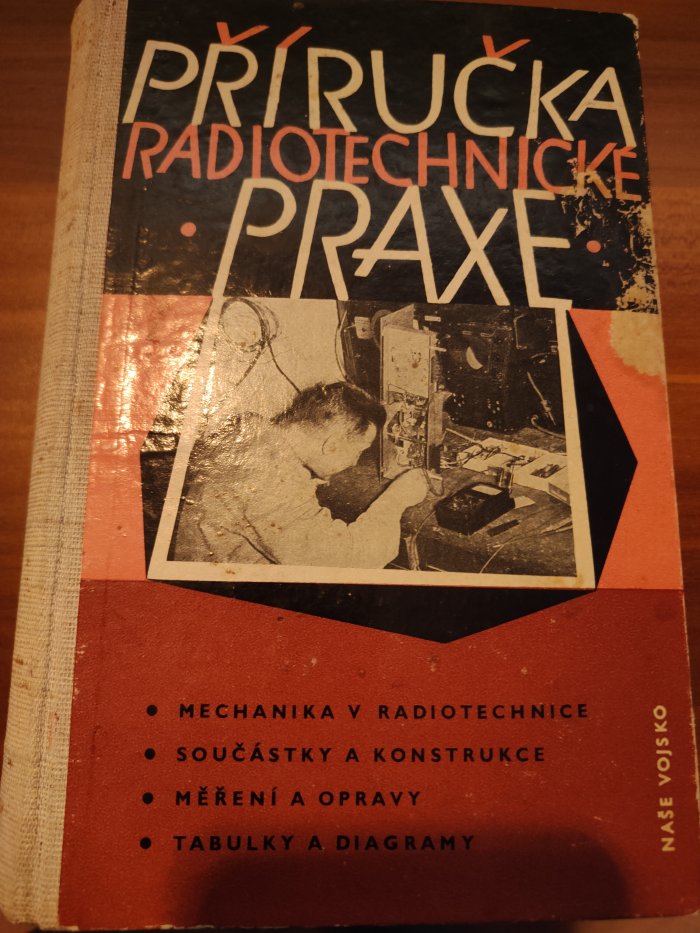 PŘÍRUČKA
RADIOTECHNICKÉ
PRAXE
• MECHANIKA V RADIOTECHNICE
• SOUČÁSTKY A KONSTRUKCE
• MĚŘENÍ A OPRAVY
• TABULKY A DIAGRAMY
NAŠE VOJSKO